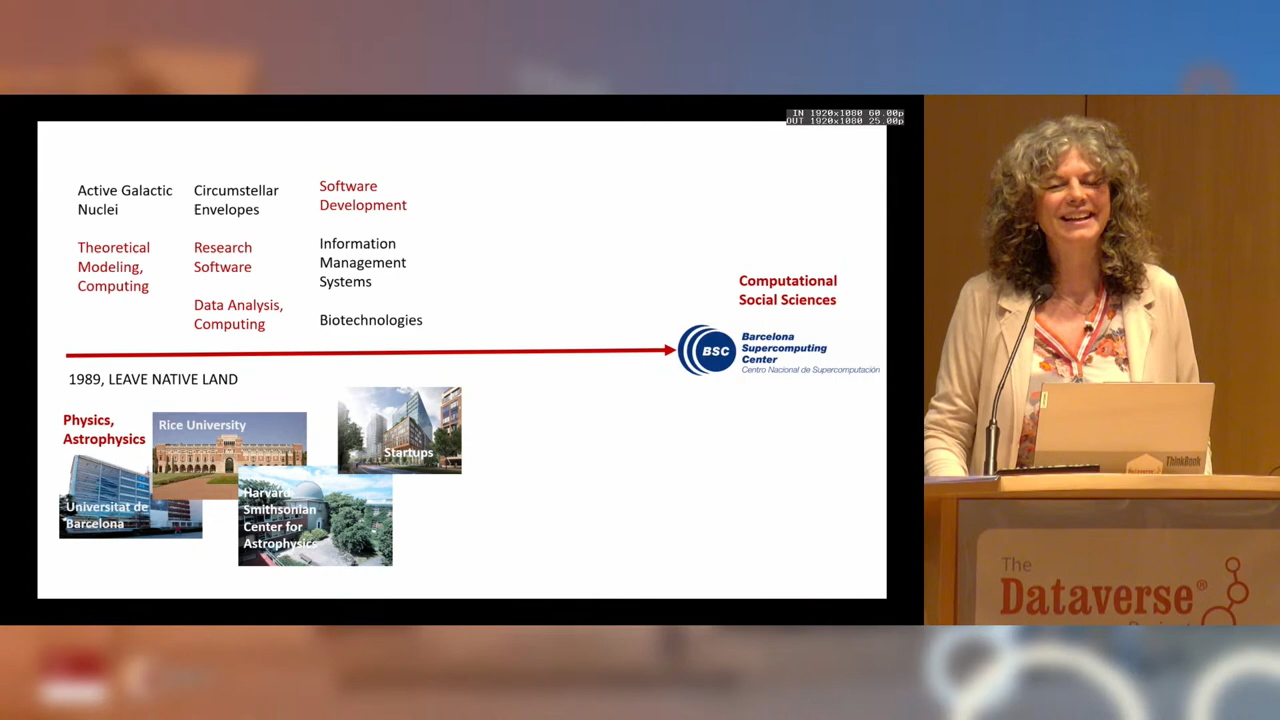 IN 1920x1080 60.00p
OUT 1920x1080 25.00p
Active Galactic
Nuclei
Theoretical
Modeling,
Computing
Circumstellar
Envelopes
Research
Software
Data Analysis,
Computing
Software
Development
Information
Management
Systems
Biotechnologies
Computational
Social Sciences
BSC
Barcelona
Supercomputing
Center
Centro Nacional de Supercomputación
1989, LEAVE NATIVE LAND
Physics,
Astrophysics
Universitat de
Barcelona
Rice University
Harvard
Smithsonian
Center for
Astrophysics
Startups
ThinkBook
The
Dataverse®
Project